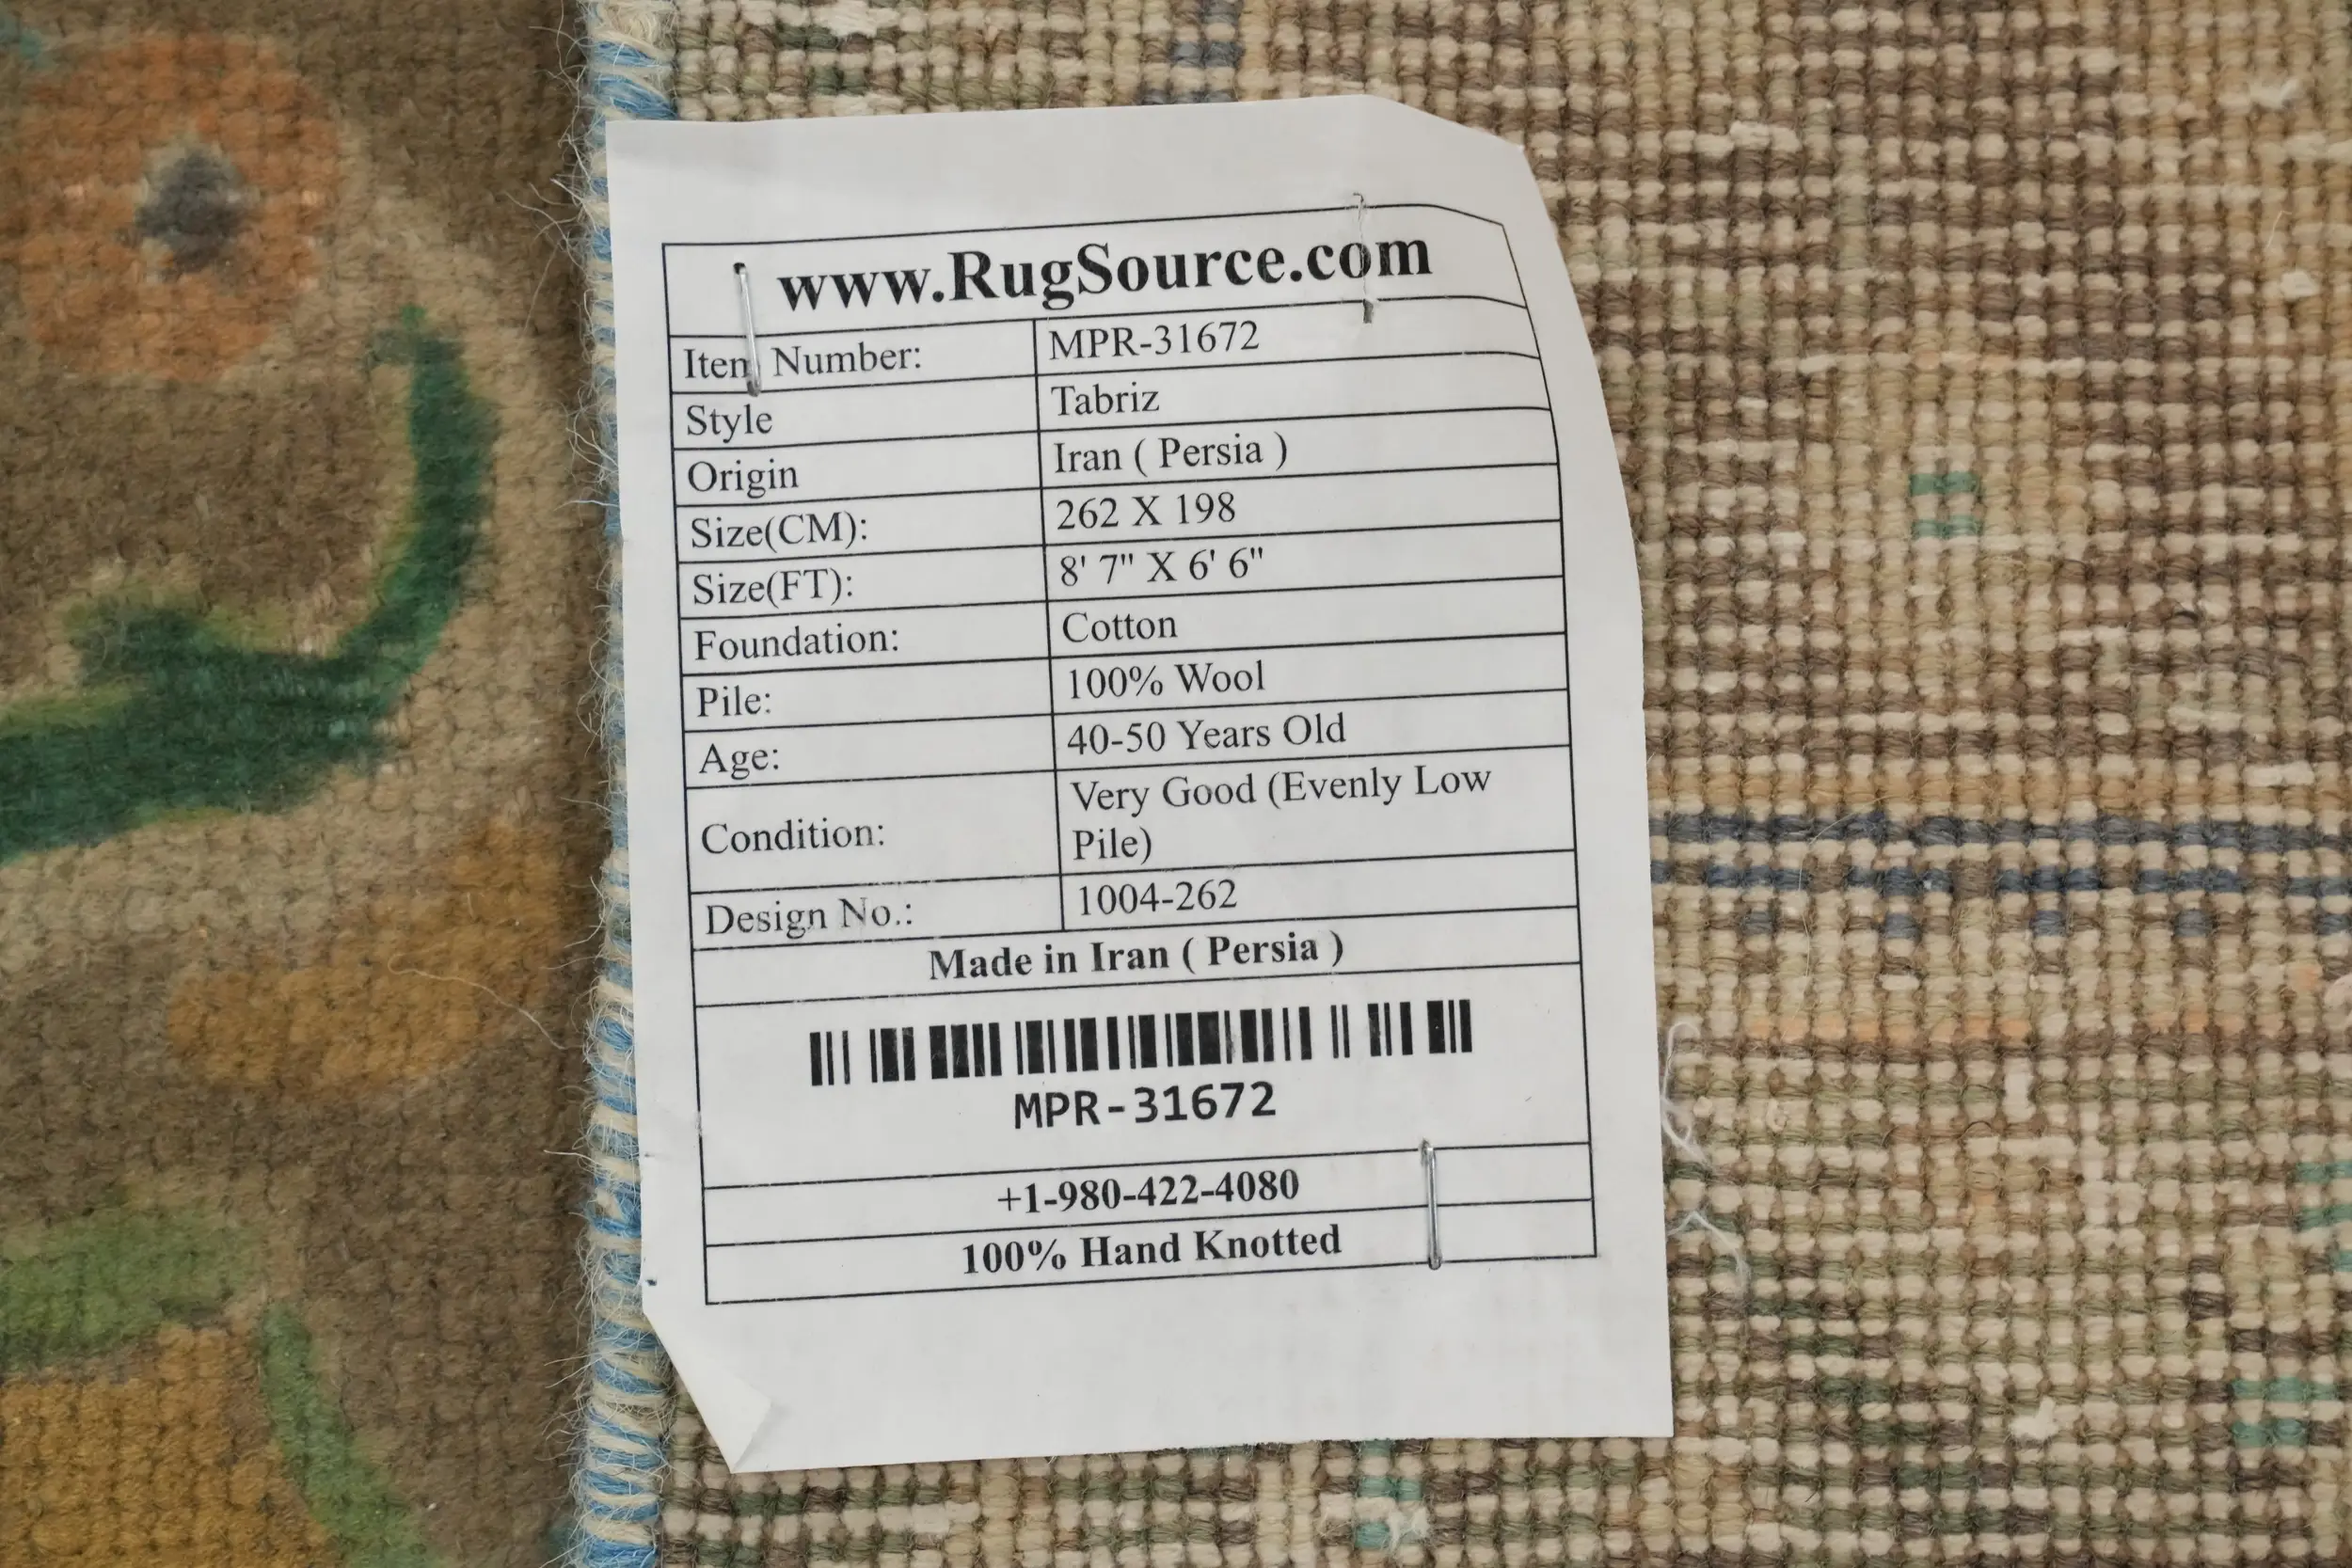 www.RugSource.com
Item Number: MPR-31672
Style Tabriz
Origin Iran ( Persia )
Size(CM): 262 X 198
Size(FT): 8' 7" X 6' 6"
Foundation: Cotton
Pile: 100% Wool
Age: 40-50 Years Old
Condition: Very Good (Evenly Low
Pile)
Design No.: 1004-262
Made in Iran ( Persia )
MPR-31672
+1-980-422-4080
100% Hand Knotted